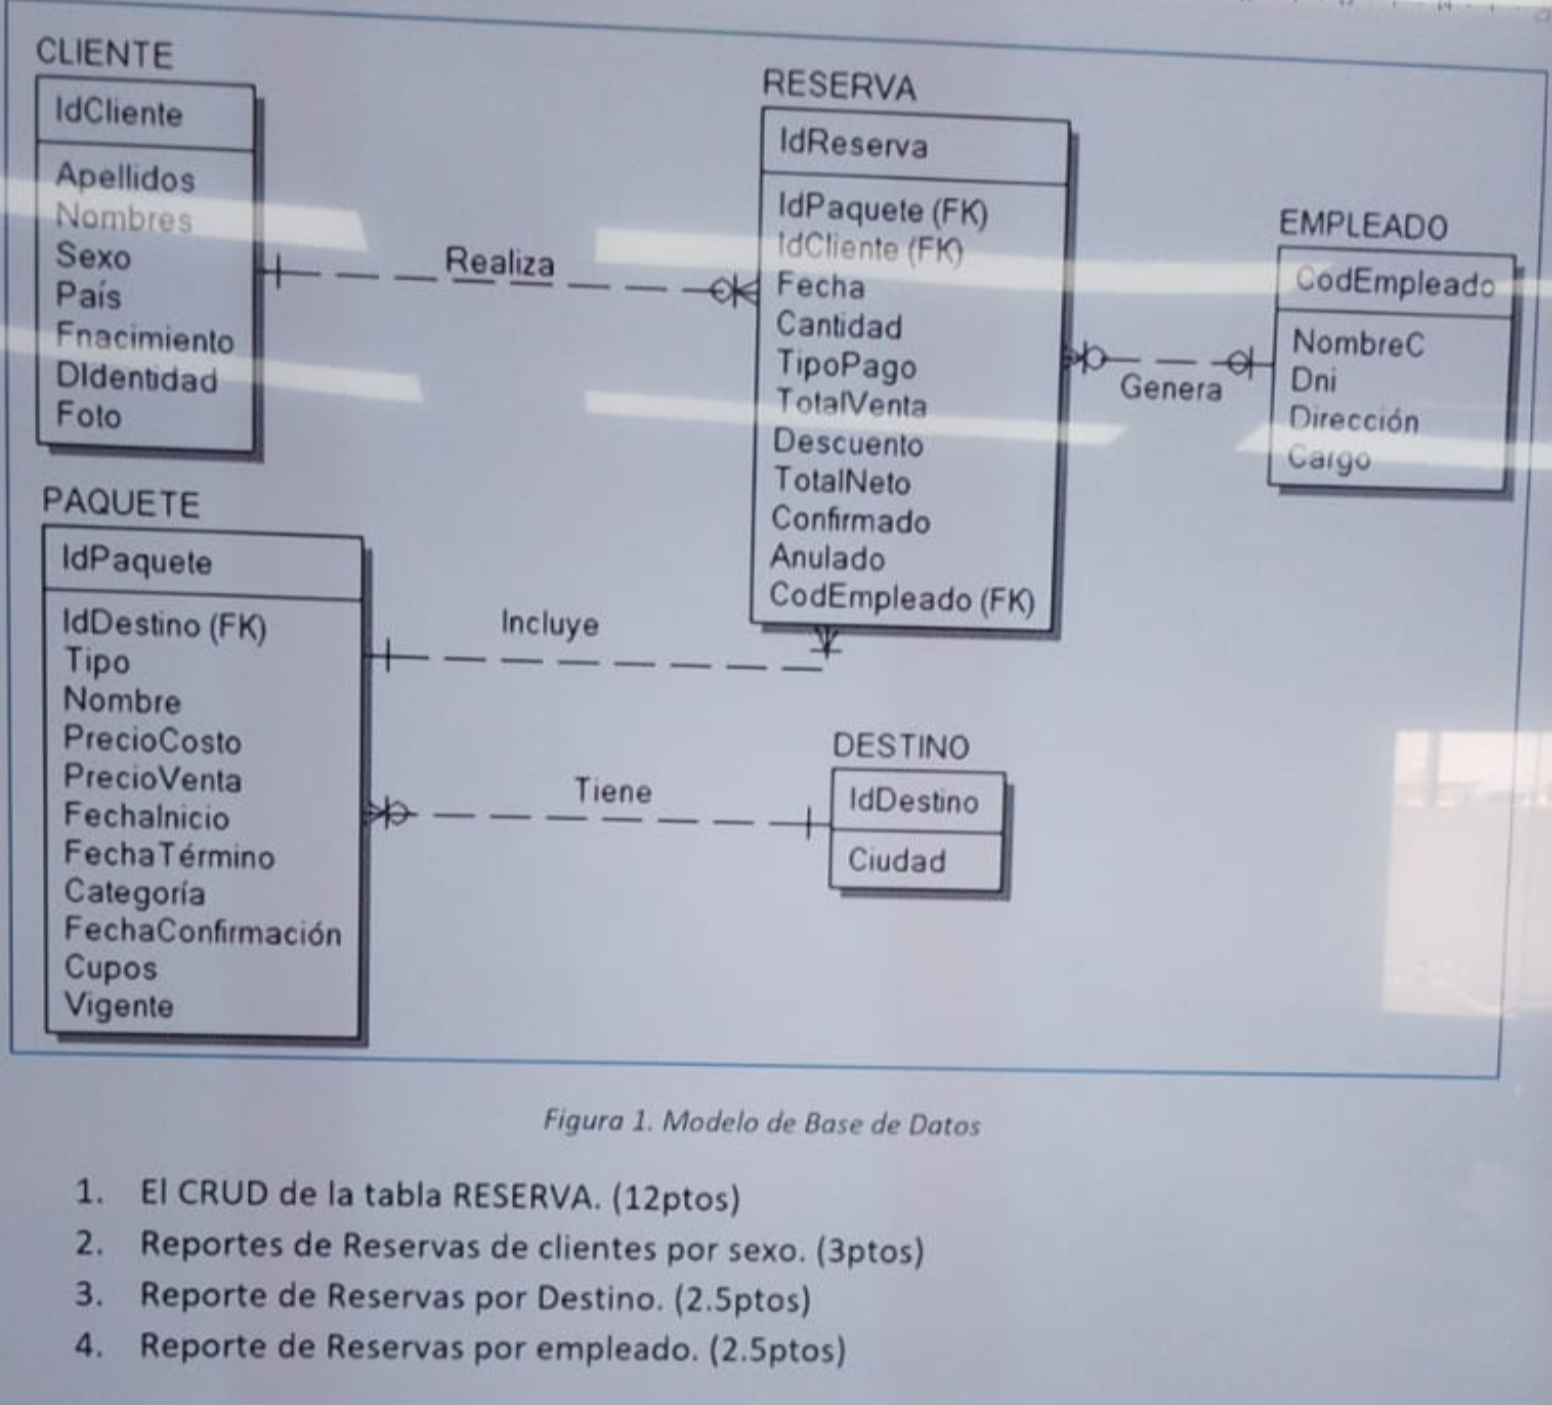 CLIENTE
IdCliente
Apellidos
Nombres
Sexo
País
Fnacimiento
DIdentidad
Foto
Realiza
RESERVA
IdReserva
IdPaquete (FK)
IdCliente (FK)
Fecha
Cantidad
TipoPago
TotalVenta
Descuento
TotalNeto
Confirmado
Anulado
CodEmpleado (FK)
Genera
EMPLEADO
CodEmpleado
NombreC
Dni
Dirección
Cargo
PAQUETE
IdPaquete
IdDestino (FK)
Tipo
Nombre
PrecioCosto
PrecioVenta
FechaInicio
FechaTérmino
Categoría
FechaConfirmación
Cupos
Vigente
Incluye
Tiene
DESTINO
IdDestino
Ciudad
Figura 1. Modelo de Base de Datos
1. El CRUD de la tabla RESERVA. (12ptos)
2. Reportes de Reservas de clientes por sexo. (3ptos)
3. Reporte de Reservas por Destino. (2.5ptos)
4. Reporte de Reservas por empleado. (2.5ptos)